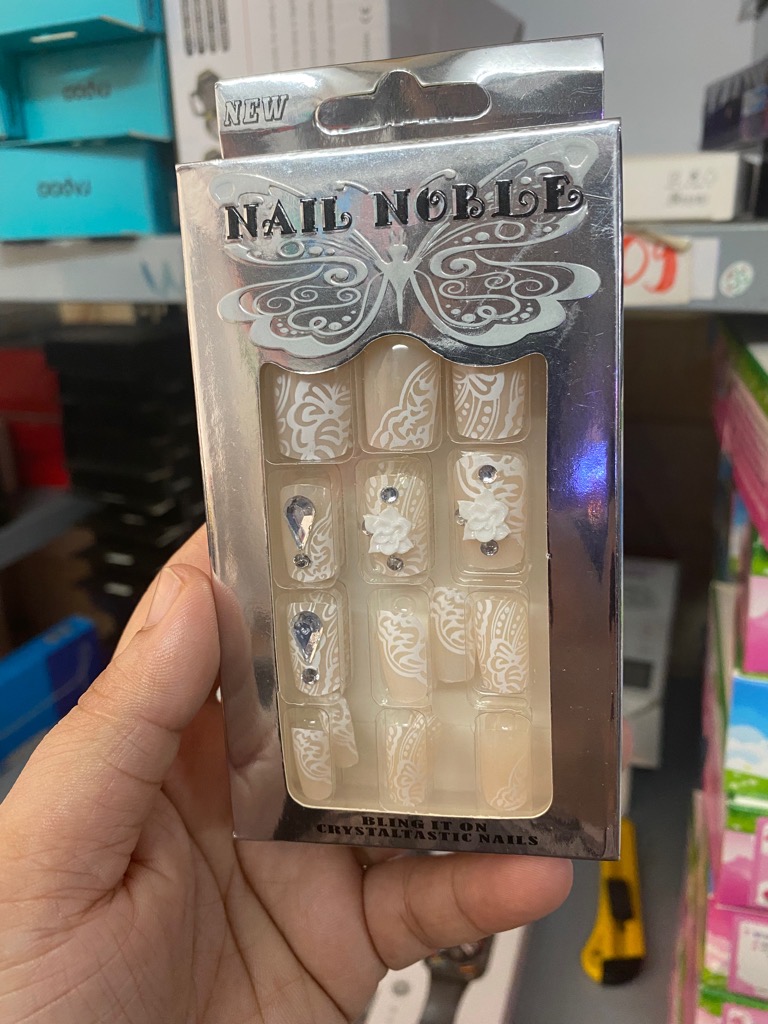 NEW
NAIL NOBLE
BLING IT ON
CRYSTALTASTIC NAILS